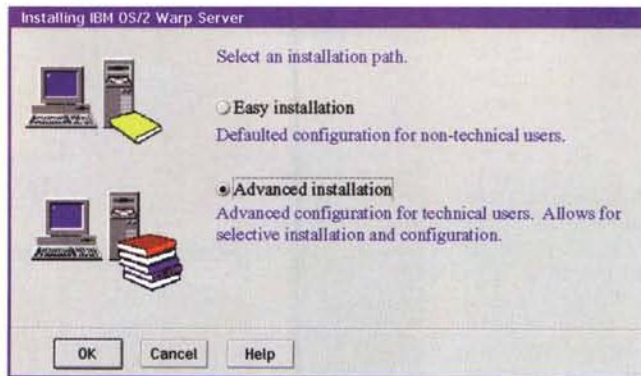 Installing IBM OS/2 Warp Server
Select an installation path.
Easy installation
Defaulted configuration for non-technical users.
Advanced installation
Advanced configuration for technical users. Allows for
selective installation and configuration.
OK
Cancel
Help